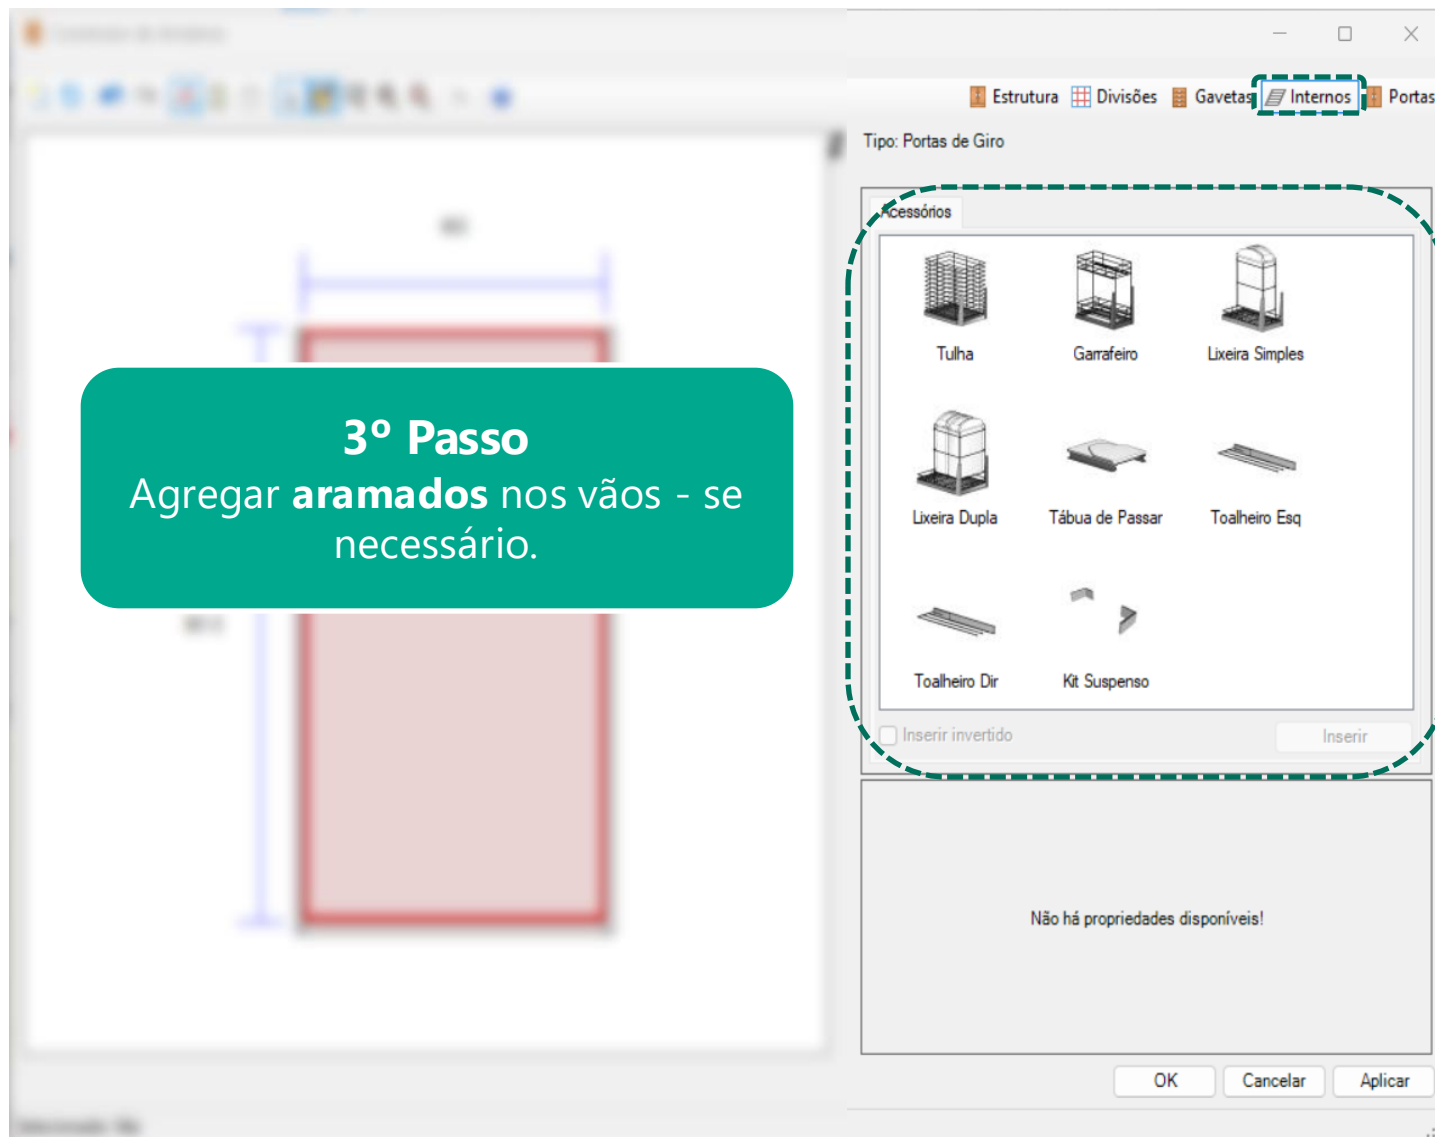 Estrutura Divisões Gavetas Internos Portas
Tipo: Portas de Giro
Acessórios
Tulha Garrafeiro Lixeira Simples
3º Passo
Agregar aramados nos vãos - se
necessário.
Lixeira Dupla Tábua de Passar Toalheiro Esq
Toalheiro Dir Kit Suspenso
Inserir invertido Inserir
Não há propriedades disponíveis!
OK Cancelar Aplicar